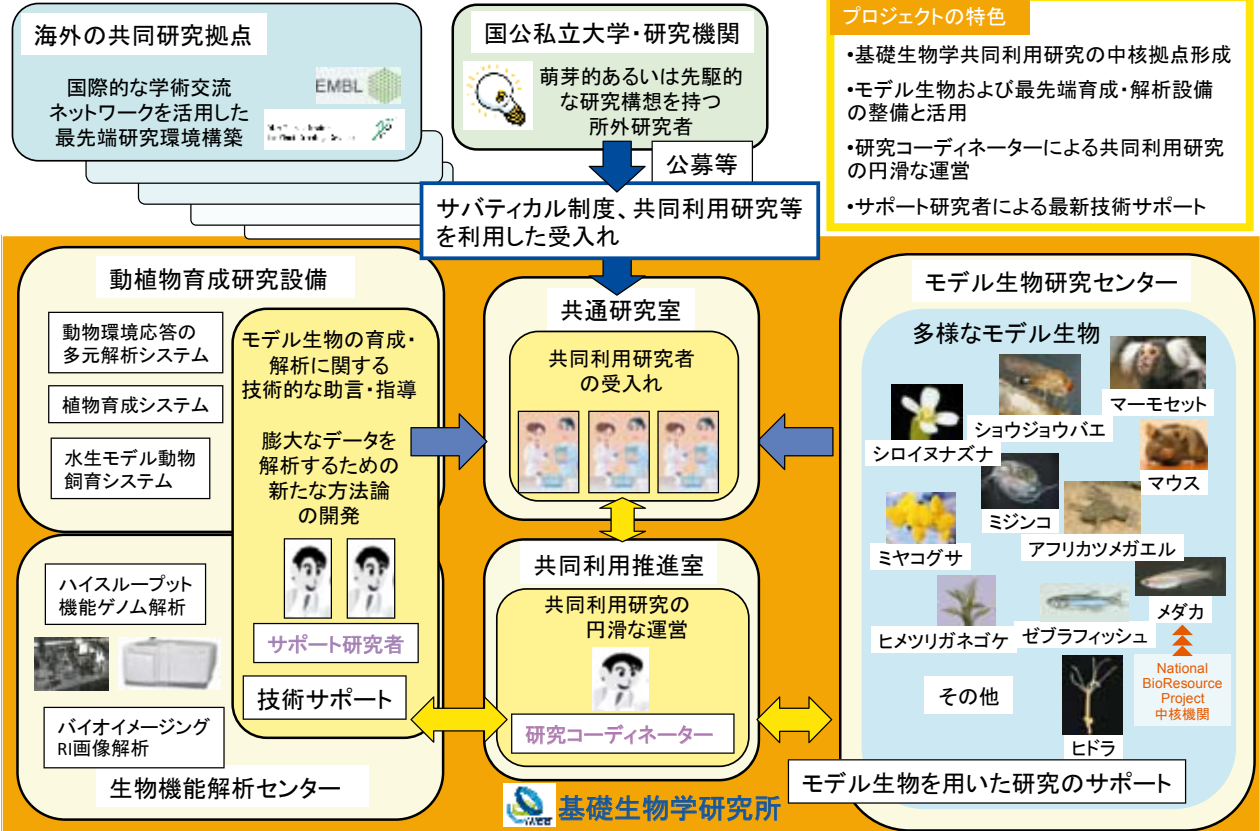 海外の共同研究拠点
国際的な学術交流
ネットワークを活用した
最先端研究環境構築
EMBL
国公私立大学・研究機関
萌芽的あるいは先駆的
な研究構想を持つ
所外研究者
公募等
サバティカル制度、共同利用研究等
を利用した受入れ
プロジェクトの特色
•基礎生物学共同利用研究の中核拠点形成
•モデル生物および最先端育成・解析設備
の整備と活用
•研究コーディネーターによる共同利用研究
の円滑な運営
•サポート研究者による最新技術サポート
動植物育成研究設備
動物環境応答の
多元解析システム
植物育成システム
水生モデル動物
飼育システム
モデル生物の育成・
解析に関する
技術的な助言・指導
膨大なデータを
解析するための
新たな方法論
の開発
サポート研究者
技術サポート
ハイスループット
機能ゲノム解析
バイオイメージング
RI画像解析
生物機能解析センター
共通研究室
共同利用研究者
の受入れ
共同利用推進室
共同利用研究の
円滑な運営
研究コーディネーター
基礎生物学研究所
モデル生物研究センター
多様なモデル生物
マーモセット
ショウジョウバエ
シロイヌナズナ
マウス
ミジンコ
アフリカツメガエル
ミヤコグサ
メダカ
ヒメツリガネゴケ
ゼブラフィッシュ
National
BioResource
Project
中核機関
その他
ヒドラ
モデル生物を用いた研究のサポート